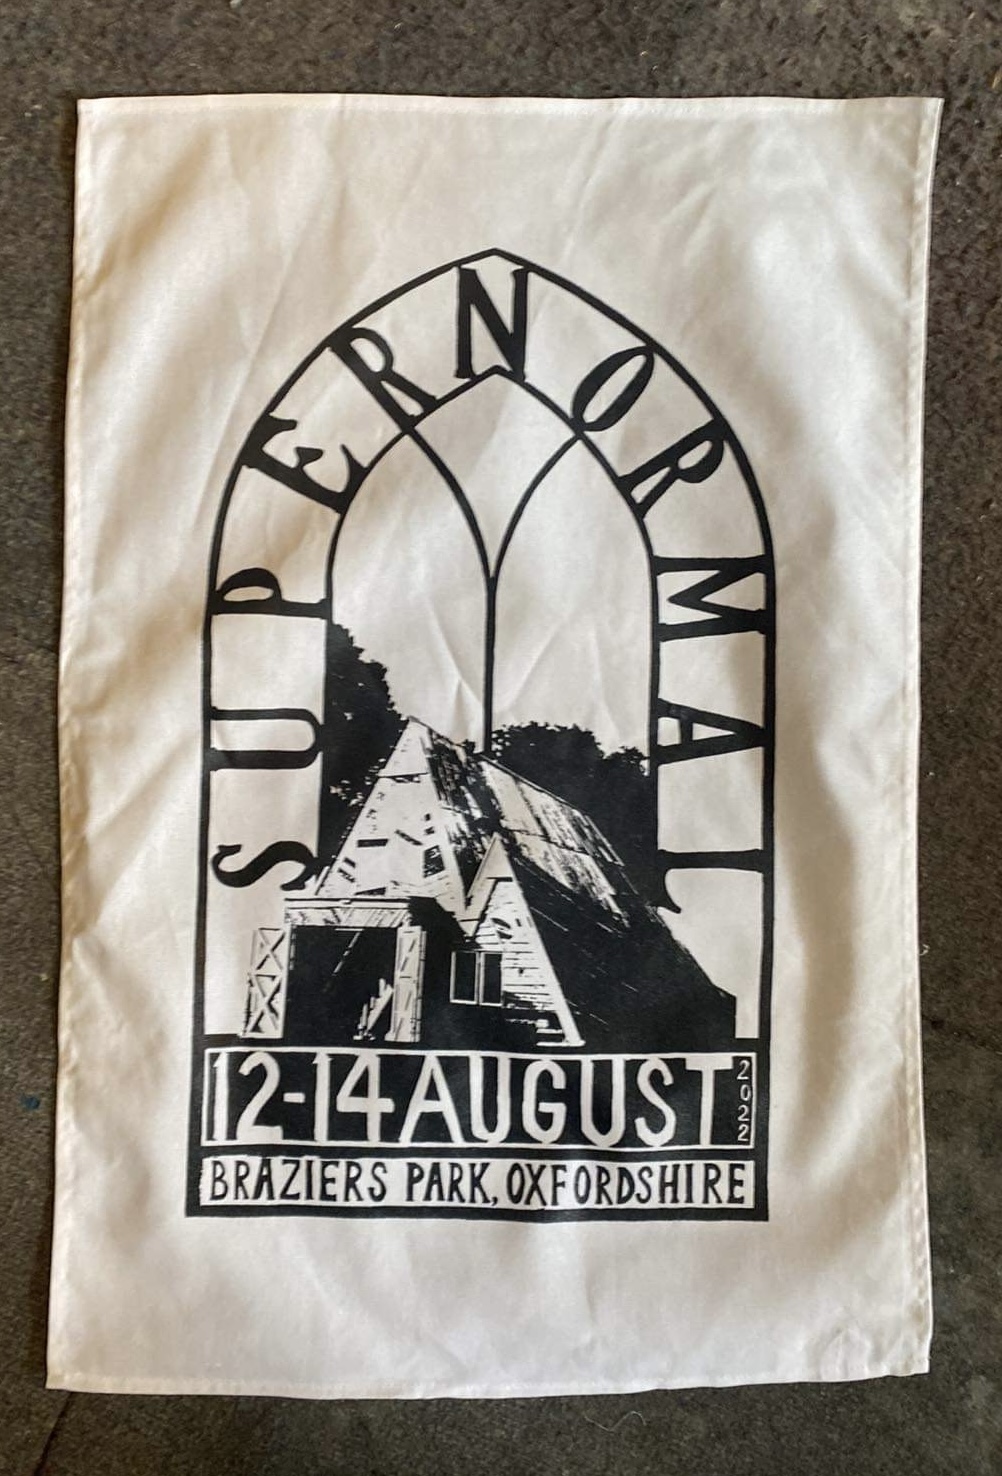 SUPERNORMAL
12-14 AUGUST 2022
BRAZIERS PARK, OXFORDSHIRE